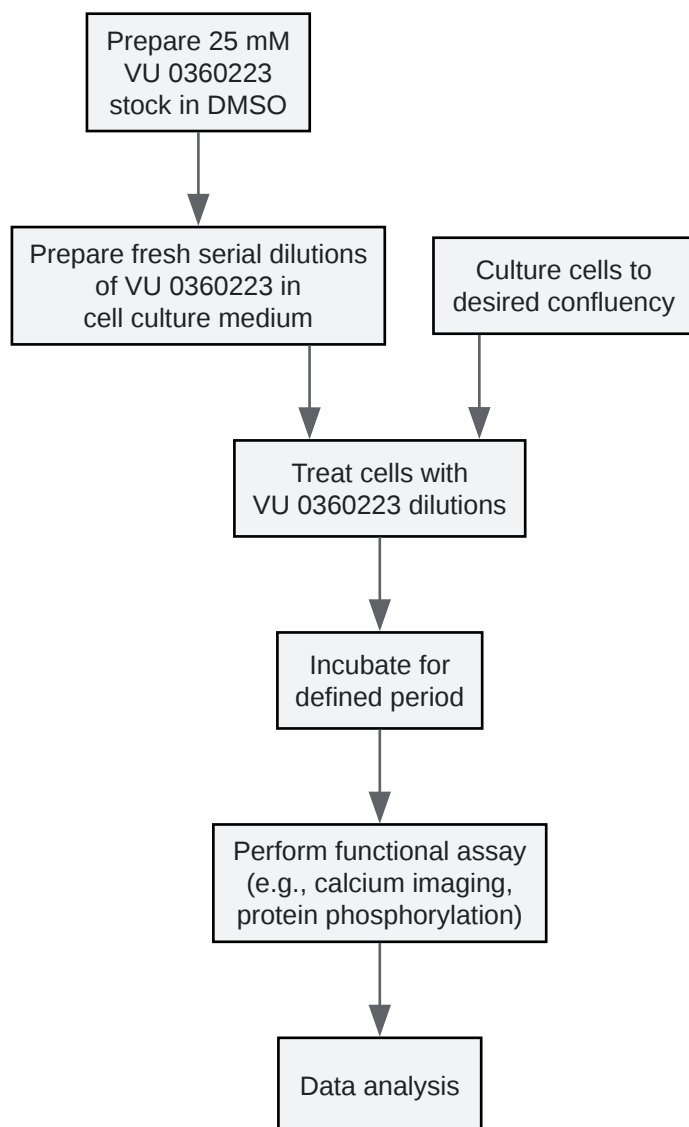 Prepare 25 mM
VU 0360223
stock in DMSO
Prepare fresh serial dilutions
of VU 0360223 in
cell culture medium
Culture cells to
desired confluency
Treat cells with
VU 0360223 dilutions
Incubate for
defined period
Perform functional assay
(e.g., calcium imaging,
protein phosphorylation)
Data analysis